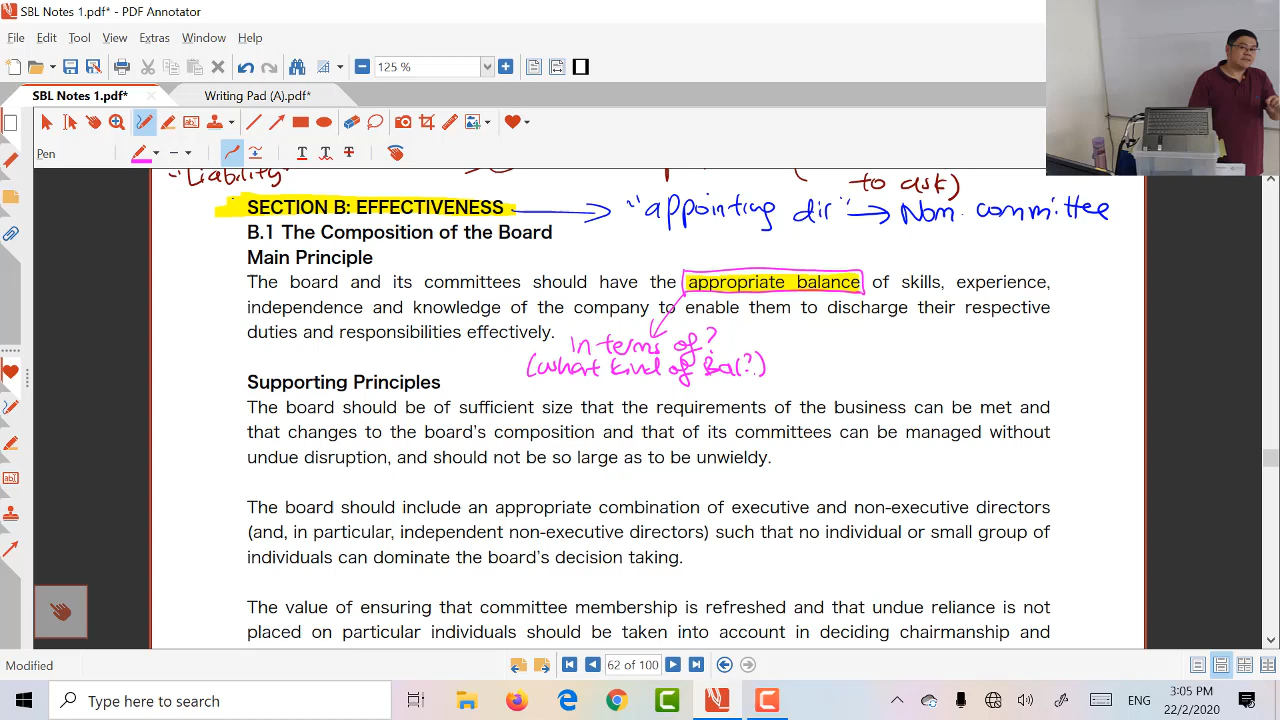 SBL Notes 1.pdf* - PDF Annotator
File Edit Tool View Extras Window Help
125 %
SBL Notes 1.pdf* Writing Pad (A).pdf*
Pen
"Liability"
to ask)
SECTION B: EFFECTIVENESS "appointing dir" → Nom. committee
B.1 The Composition of the Board
Main Principle
The board and its committees should have the appropriate balance of skills, experience,
independence and knowledge of the company to enable them to discharge their respective
duties and responsibilities effectively.
In terms of?
(What kind of Bal?)
Supporting Principles
The board should be of sufficient size that the requirements of the business can be met and
that changes to the board's composition and that of its committees can be managed without
undue disruption, and should not be so large as to be unwieldy.
The board should include an appropriate combination of executive and non-executive directors
(and, in particular, independent non-executive directors) such that no individual or small group of
individuals can dominate the board's decision taking.
The value of ensuring that committee membership is refreshed and that undue reliance is not
placed on particular individuals should be taken into account in deciding chairmanship and
Modified 62 of 100
Type here to search ENG 3:05 PM
22/2/2020